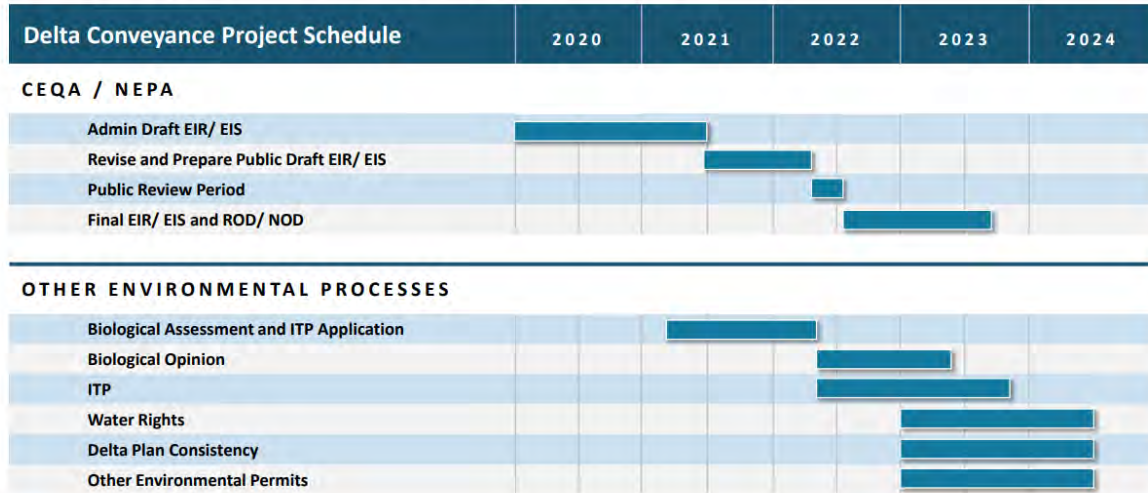 Delta Conveyance Project Schedule 2020 2021 2022 2023 2024
CEQA / NEPA
Admin Draft EIR/ EIS
Revise and Prepare Public Draft EIR/ EIS
Public Review Period
Final EIR/ EIS and ROD/ NOD
OTHER ENVIRONMENTAL PROCESSES
Biological Assessment and ITP Application
Biological Opinion
ITP
Water Rights
Delta Plan Consistency
Other Environmental Permits